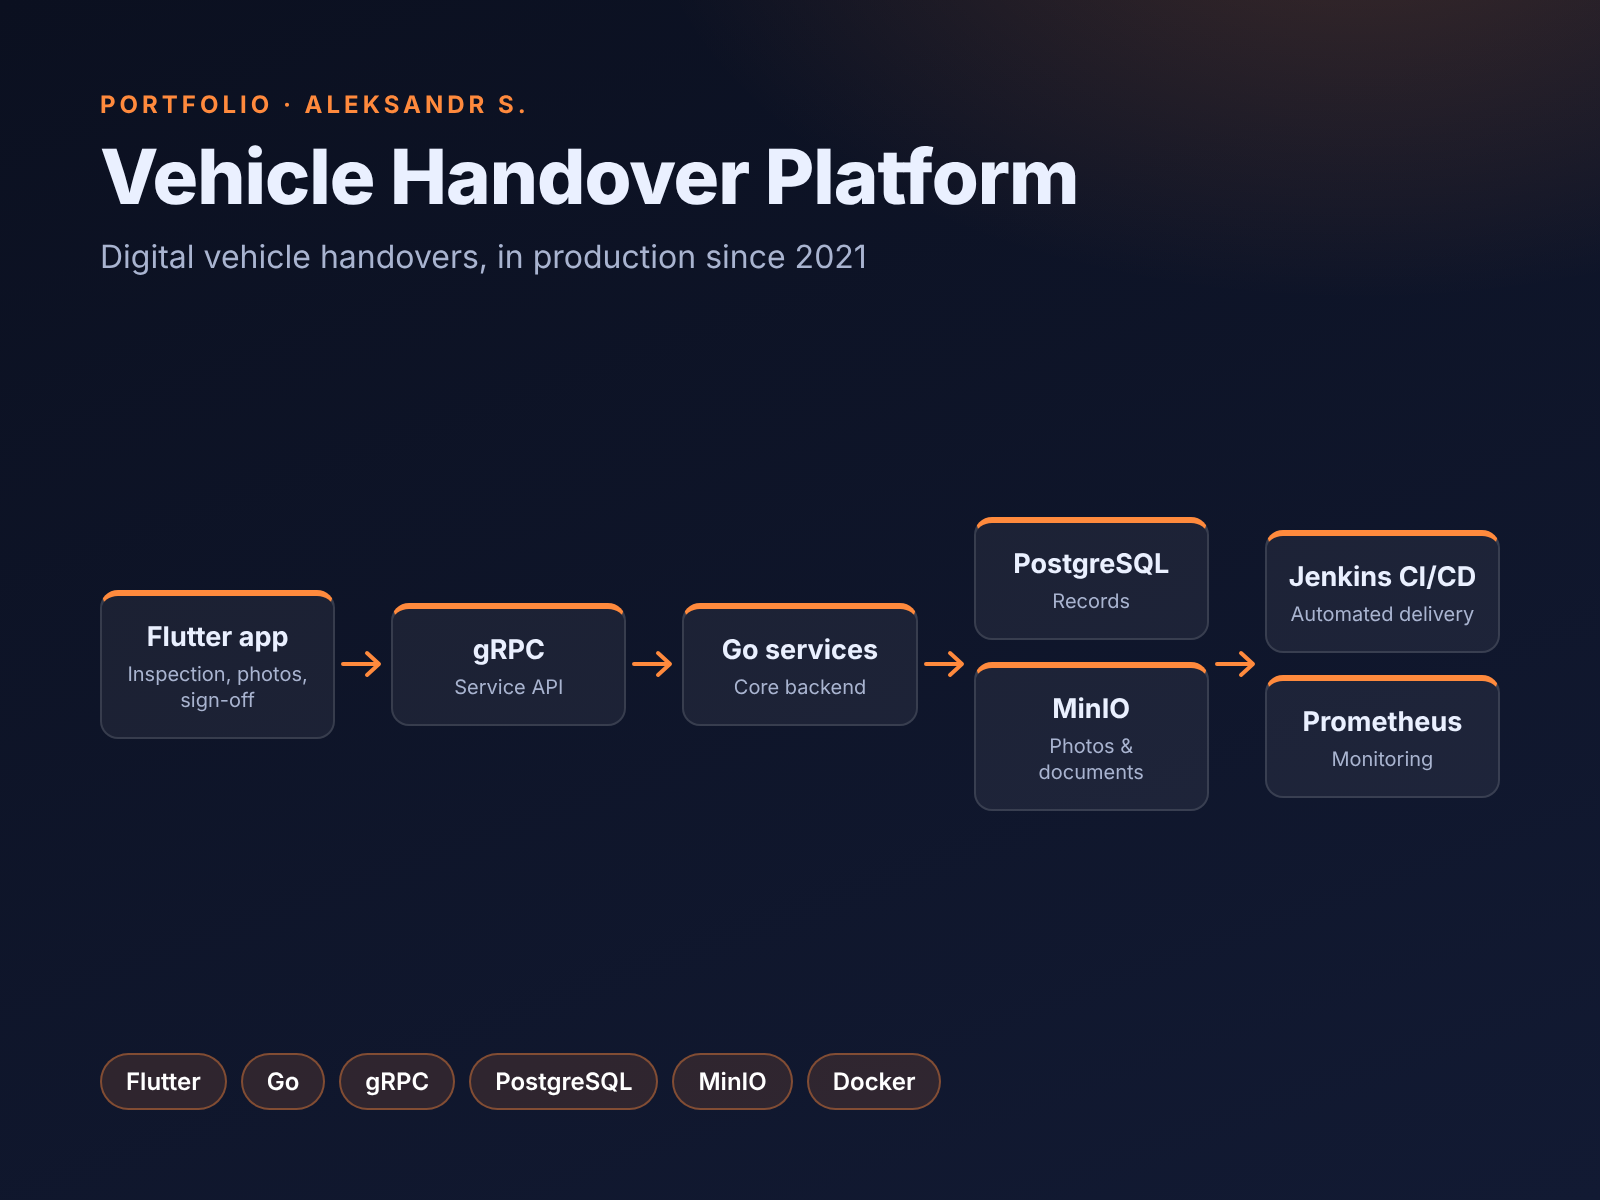 PORTFOLIO · ALEKSANDR S.
Vehicle Handover Platform
Digital vehicle handovers, in production since 2021
Flutter app
Inspection, photos,
sign-off
gRPC
Service API
Go services
Core backend
PostgreSQL
Records
MinIO
Photos &
documents
Jenkins CI/CD
Automated delivery
Prometheus
Monitoring
Flutter
Go
gRPC
PostgreSQL
MinIO
Docker